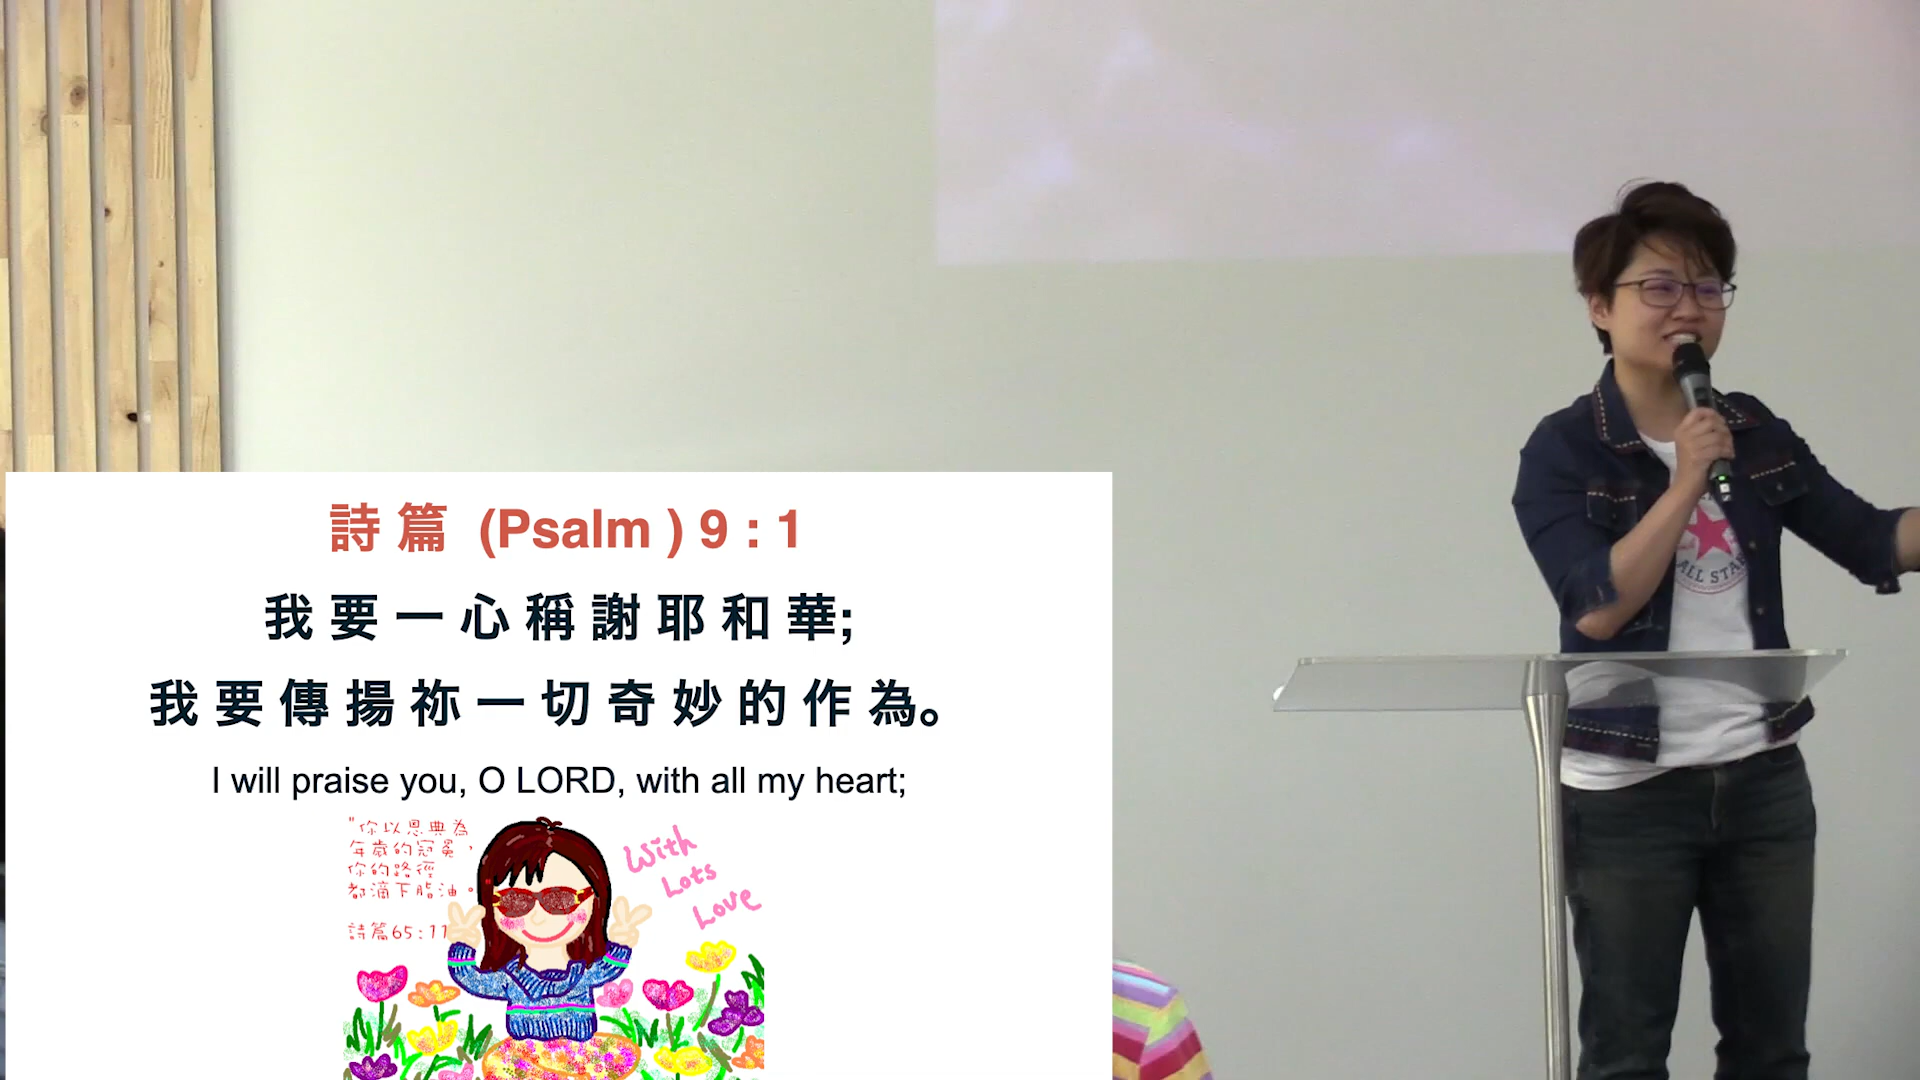 詩篇 (Psalm ) 9 : 1
我要一心稱謝耶和華;
我要傳揚祢一切奇妙的作為。
I will praise you, O LORD, with all my heart;
"你以恩典為
年歲的冠冕,
你的路徑
都滴下脂油。"
詩篇65:11
With
Lots
Love
ALL STAR